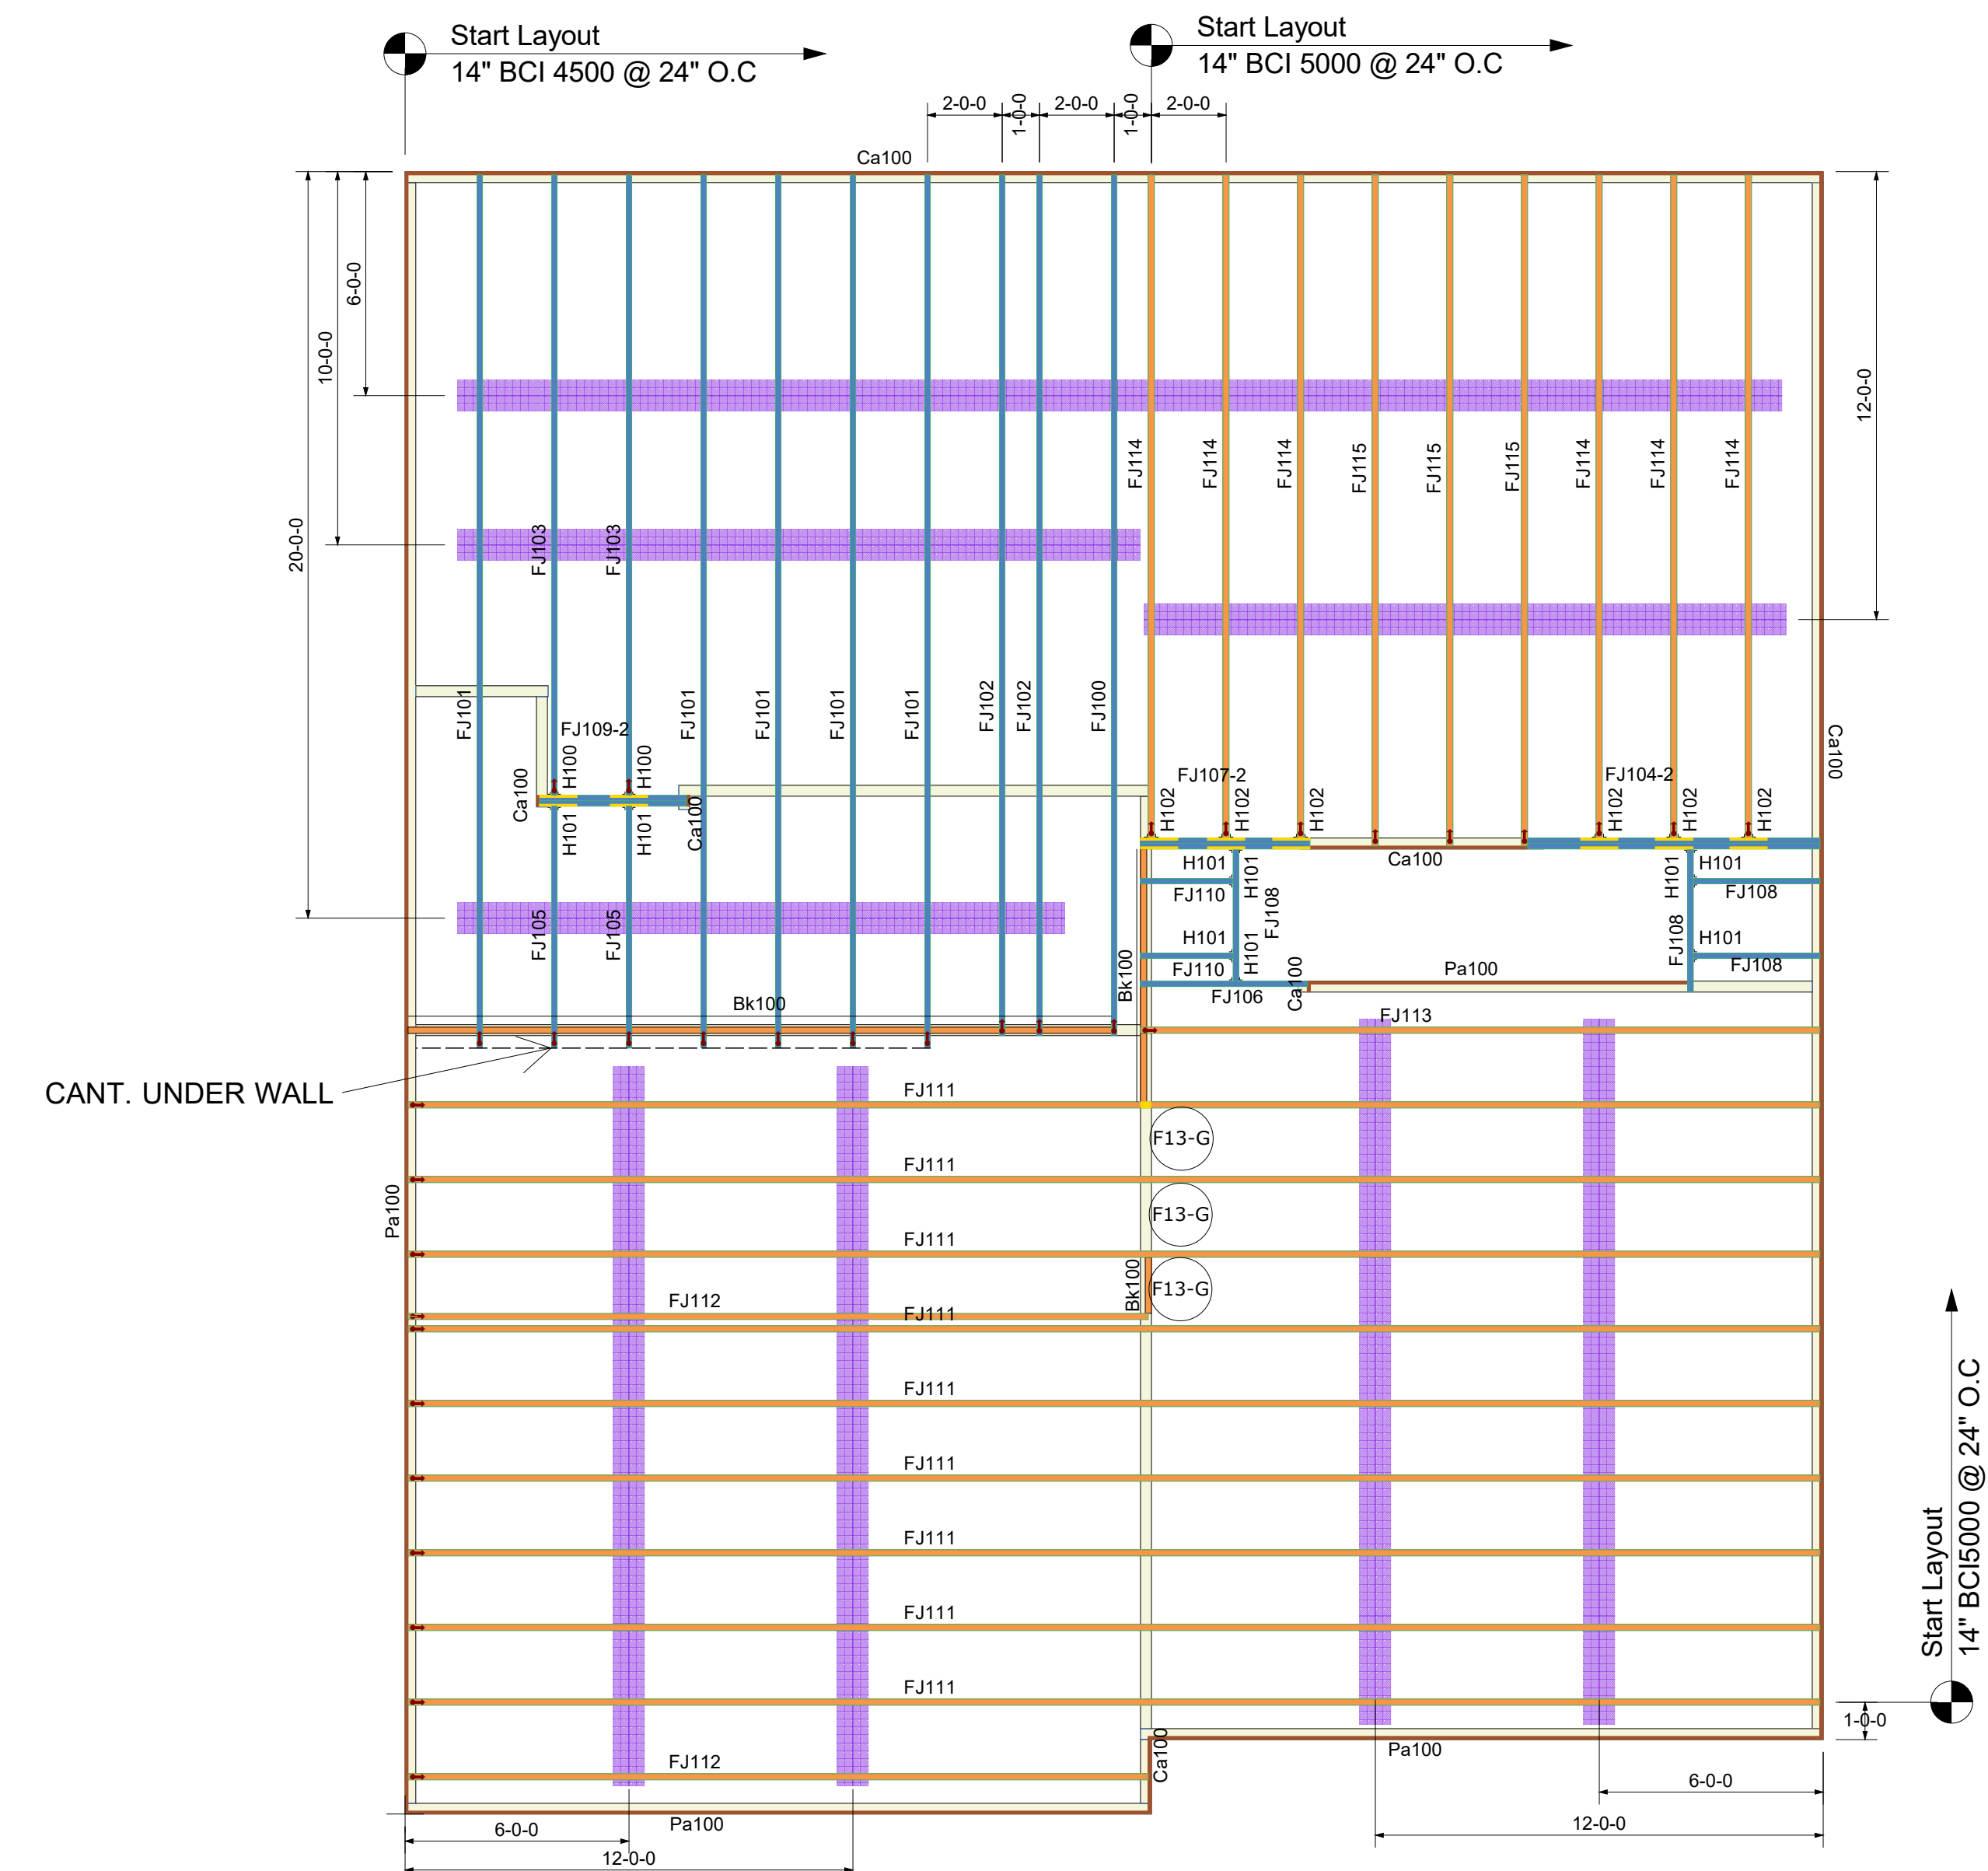 Start Layout
14" BCI 4500 @ 24" O.C
Start Layout
14" BCI 5000 @ 24" O.C
2-0-0
1-0-0
2-0-0
1-0-0
2-0-0
Ca100
6-0-0
10-0-0
20-0-0
12-0-0
FJ114
FJ114
FJ114
FJ115
FJ115
FJ115
FJ114
FJ114
FJ114
FJ103
FJ103
FJ101
FJ101
FJ101
FJ101
FJ101
FJ102
FJ102
FJ100
FJ109-2
H100
H100
Ca100
Ca100
H101
H101
Ca100
FJ107-2
FJ104-2
H102
H102
H102
H102
H102
H102
Ca100
H101
H101
H101
H101
FJ110
FJ108
FJ108
FJ105
FJ105
FJ108
H101
H101
H101
FJ110
FJ108
Bk100
Ca100
Pa100
FJ106
Bk100
FJ113
CANT. UNDER WALL
FJ111
F13-G
FJ111
Pa100
F13-G
FJ111
Bk100
F13-G
FJ112
FJ111
FJ111
FJ111
FJ111
FJ111
FJ111
Start Layout
14" BCI5000 @ 24" O.C
1-0-0
FJ112
Ca100
Pa100
6-0-0
Pa100
6-0-0
12-0-0
12-0-0